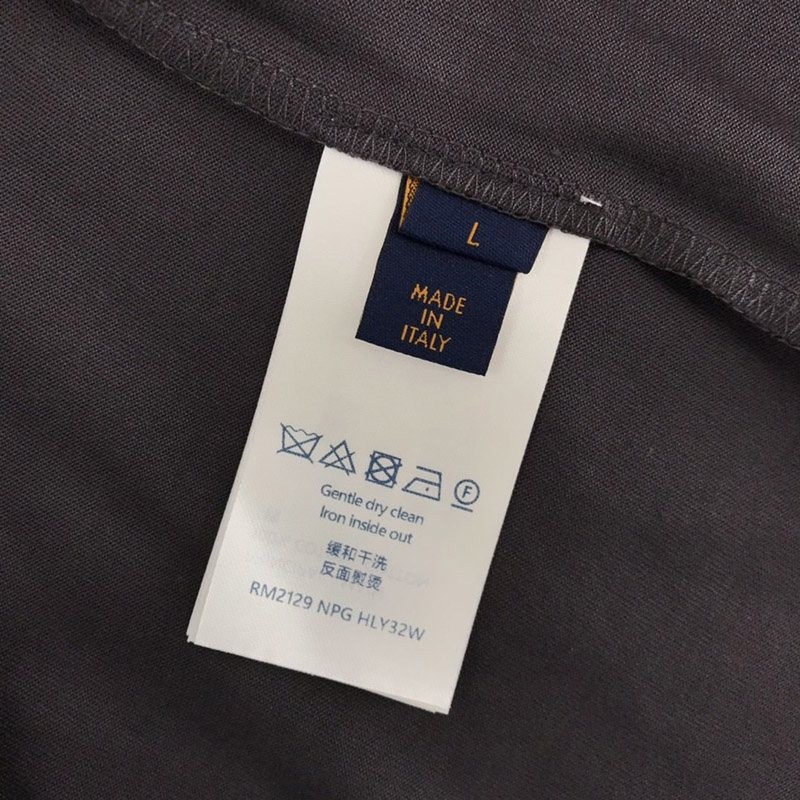 L
MADE
IN
ITALY
F
Gentle dry clean
Iron inside out
缓和干洗
反面熨烫
RM2129 NPG HLY32W